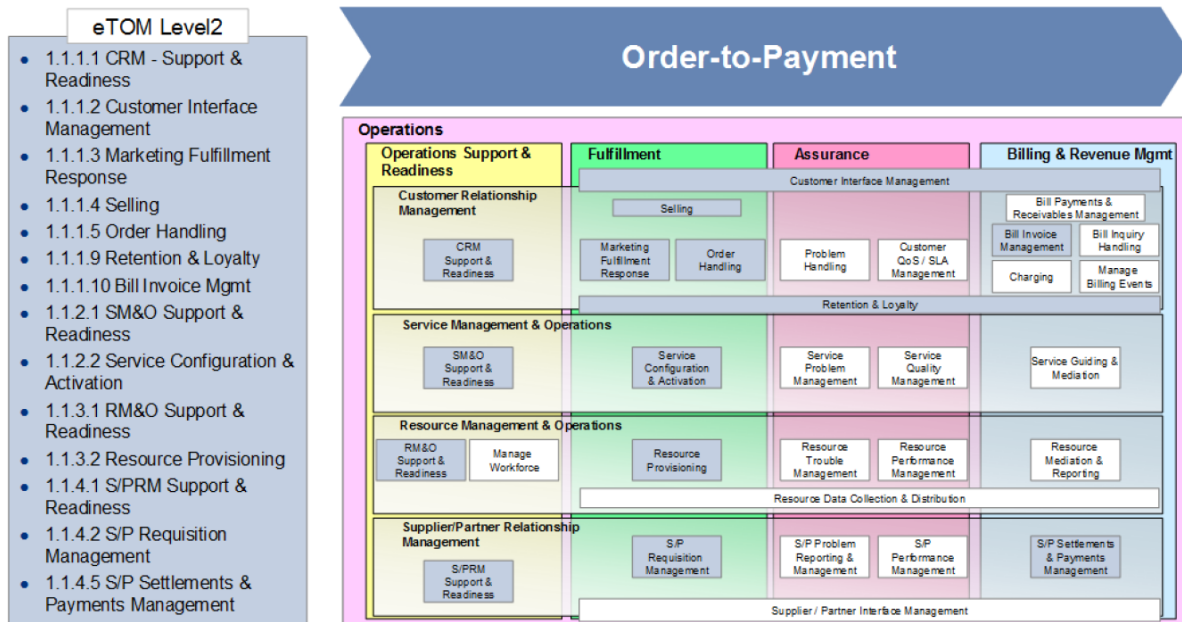 eTOM Level2
1.1.1.1 CRM - Support &
Readiness
1.1.1.2 Customer Interface
Management
1.1.1.3 Marketing Fulfillment
Response
1.1.1.4 Selling
1.1.1.5 Order Handling
1.1.1.9 Retention & Loyalty
1.1.1.10 Bill Invoice Mgmt
1.1.2.1 SM&O Support &
Readiness
1.1.2.2 Service Configuration &
Activation
1.1.3.1 RM&O Support &
Readiness
1.1.3.2 Resource Provisioning
1.1.4.1 S/PRM Support &
Readiness
1.1.4.2 S/P Requisition
Management
1.1.4.5 S/P Settlements &
Payments Management
Order-to-Payment
Operations
Operations Support &
Readiness
Fulfillment
Assurance
Billing & Revenue Mgmt
Customer Interface Management
Customer Relationship
Management
Selling
Bill Payments &
Receivables Management
CRM
Support &
Readiness
Marketing
Fulfillment
Response
Order
Handling
Problem
Handling
Customer
QoS / SLA
Management
Bill Invoice
Management
Bill Inquiry
Handling
Charging
Manage
Billing Events
Retention & Loyalty
Service Management & Operations
SM&O
Support &
Readiness
Service
Configuration
& Activation
Service
Problem
Management
Service
Quality
Management
Service Guiding &
Mediation
Resource Management & Operations
RM&O
Support &
Readiness
Manage
Workforce
Resource
Provisioning
Resource
Trouble
Management
Resource
Performance
Management
Resource
Mediation &
Reporting
Resource Data Collection & Distribution
Supplier/Partner Relationship
Management
S/PRM
Support &
Readiness
S/P
Requisition
Management
S/P Problem
Reporting &
Management
S/P
Performance
Management
S/P Settlements
& Payments
Management
Supplier / Partner Interface Management